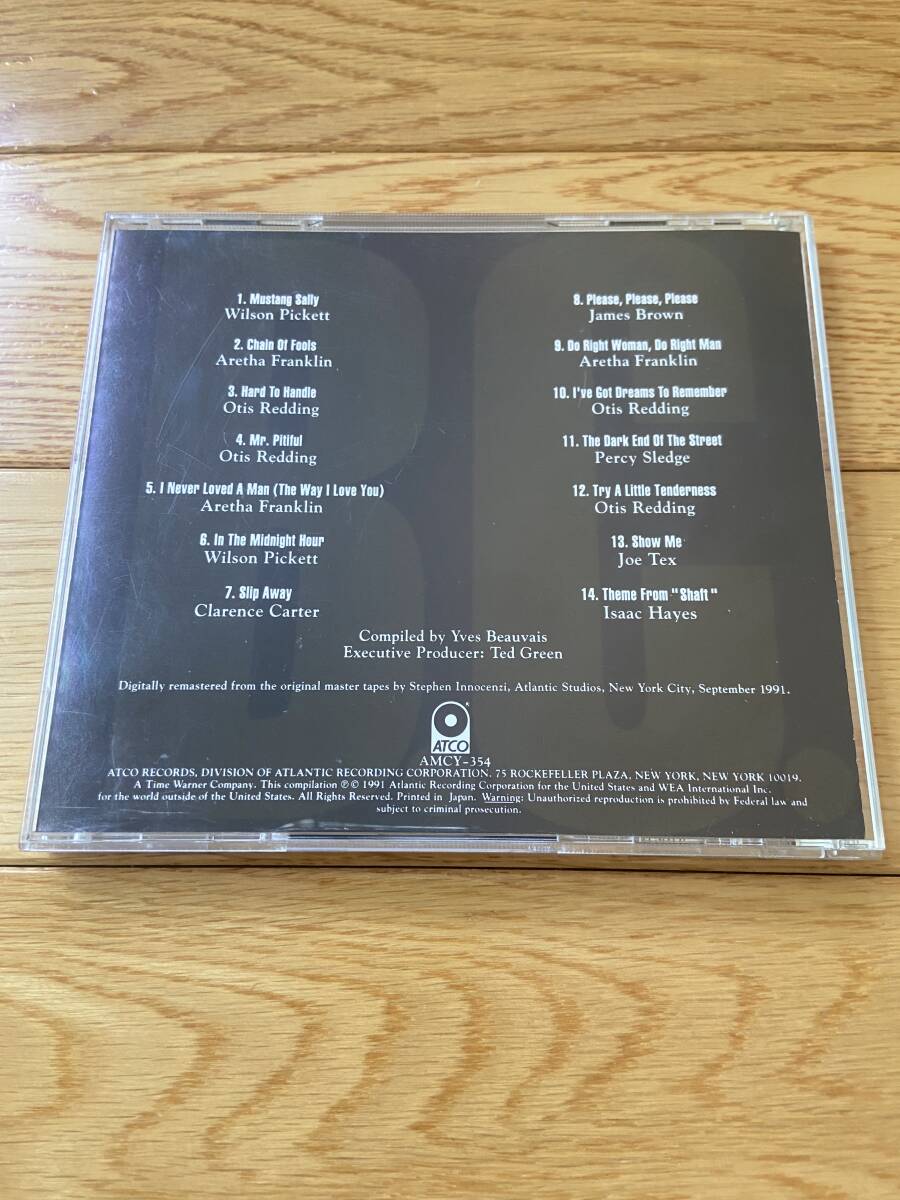 1. Mustang Sally
Wilson Pickett
2. Chain Of Fools
Aretha Franklin
3. Hard To Handle
Otis Redding
4. Mr. Pitiful
Otis Redding
5. I Never Loved A Man (The Way I Love You)
Aretha Franklin
6. In The Midnight Hour
Wilson Pickett
7. Slip Away
Clarence Carter
8. Please, Please, Please
James Brown
9. Do Right Woman, Do Right Man
Aretha Franklin
10. I've Got Dreams To Remember
Otis Redding
11. The Dark End Of The Street
Percy Sledge
12. Try A Little Tenderness
Otis Redding
13. Show Me
Joe Tex
14. Theme From "Shaft"
Isaac Hayes
Compiled by Yves Beauvais
Executive Producer: Ted Green
Digitally remastered from the original master tapes by Stephen Innocenzi, Atlantic Studios, New York City, September 1991.
ATCO
AMCY-354
ATCO RECORDS, DIVISION OF ATLANTIC RECORDING CORPORATION. 75 ROCKEFELLER PLAZA, NEW YORK, NEW YORK 10019.
A Time Warner Company. This compilation ℗ © 1991 Atlantic Recording Corporation for the United States and WEA International Inc.
for the world outside of the United States. All Rights Reserved. Printed in Japan. Warning: Unauthorized reproduction is prohibited by Federal law and
subject to criminal prosecution.